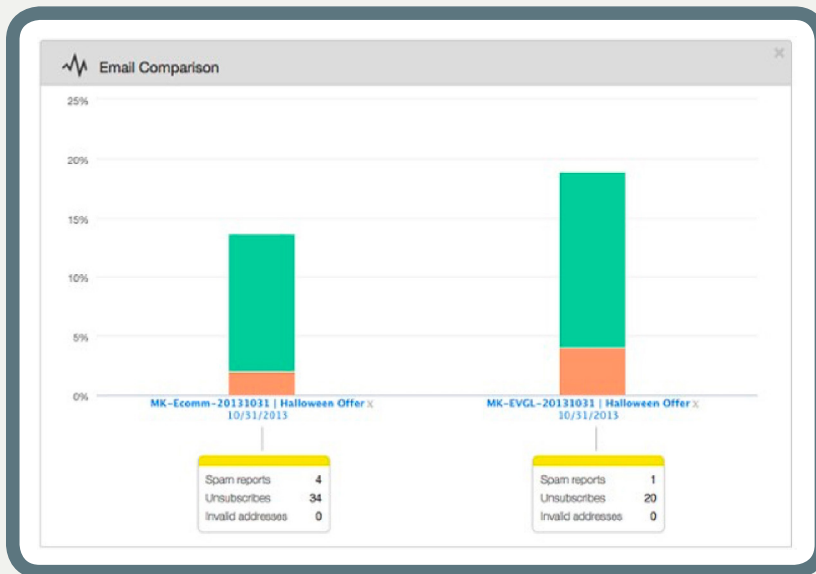 Email Comparison ×
25%
20%
15%
10%
5%
0%
MK-Ecomm-20131031 | Halloween Offer x
10/31/2013
MK-EVGL-20131031 | Halloween Offer x
10/31/2013
Spam reports 4
Unsubscribes 34
Invalid addresses 0
Spam reports 1
Unsubscribes 20
Invalid addresses 0